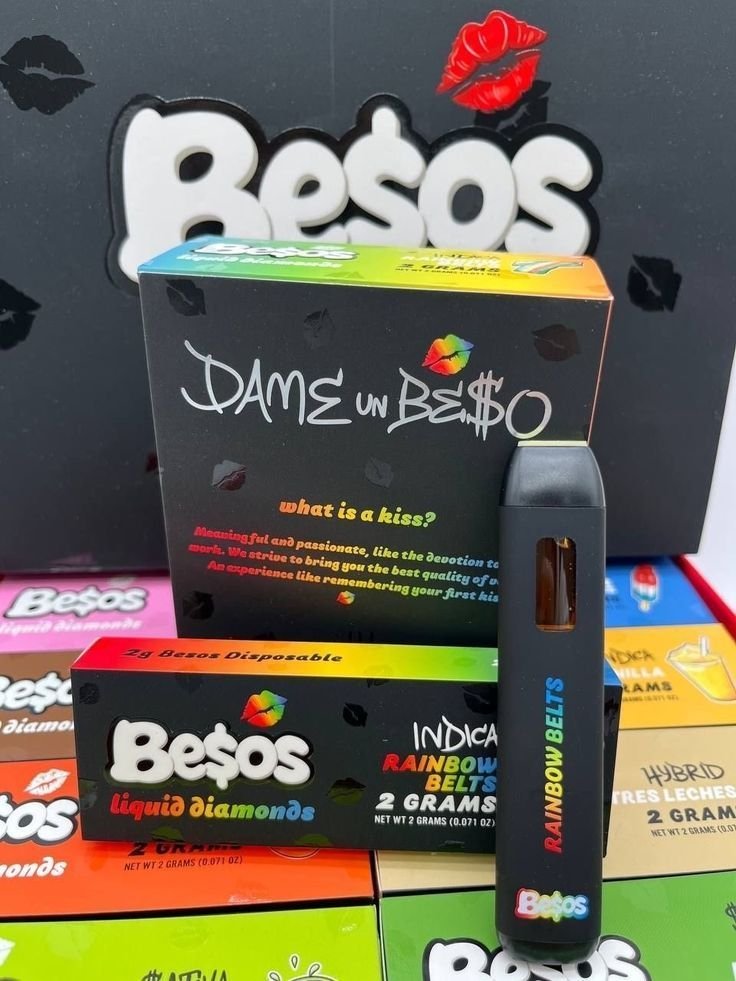 Be$os
Be$os
liquid diamonds
2 GRAMS
DAME UN BE$O
what is a kiss?
Meaningful and passionate, like the devotion to
work. We strive to bring you the best quality of
An experience like remembering your first
2g Besos Disposable
Be$os
liquid diamonds
INDICA
RAINBOW
BELTS
2 GRAMS
NET WT 2 GRAMS (0.071 OZ)
RAINBOW BELTS
Be$os
Be$os
liquid diamonds
2 GRAMS
NET WT 2 GRAMS (0.071 OZ)
HYBRID
TRES LECHES
2 GRAM
NET WT 2 GRAMS (0.071 OZ)
SATIVA
Be$os